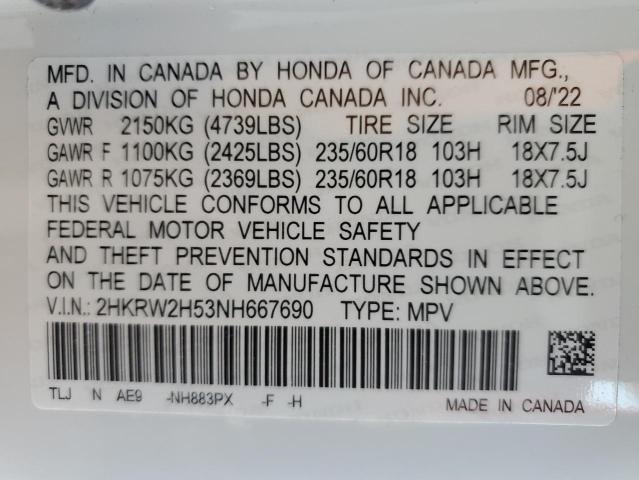 MFD. IN CANADA BY HONDA OF CANADA MFG.,
A DIVISION OF HONDA CANADA INC. 08/'22
GVWR 2150KG (4739LBS) TIRE SIZE RIM SIZE
GAWR F 1100KG (2425LBS) 235/60R18 103H 18X7.5J
GAWR R 1075KG (2369LBS) 235/60R18 103H 18X7.5J
THIS VEHICLE CONFORMS TO ALL APPLICABLE
FEDERAL MOTOR VEHICLE SAFETY
AND THEFT PREVENTION STANDARDS IN EFFECT
ON THE DATE OF MANUFACTURE SHOWN ABOVE.
V.I.N.: 2HKRW2H53NH667690 TYPE: MPV
TLJ N AE9 -NH883PX -F -H MADE IN CANADA